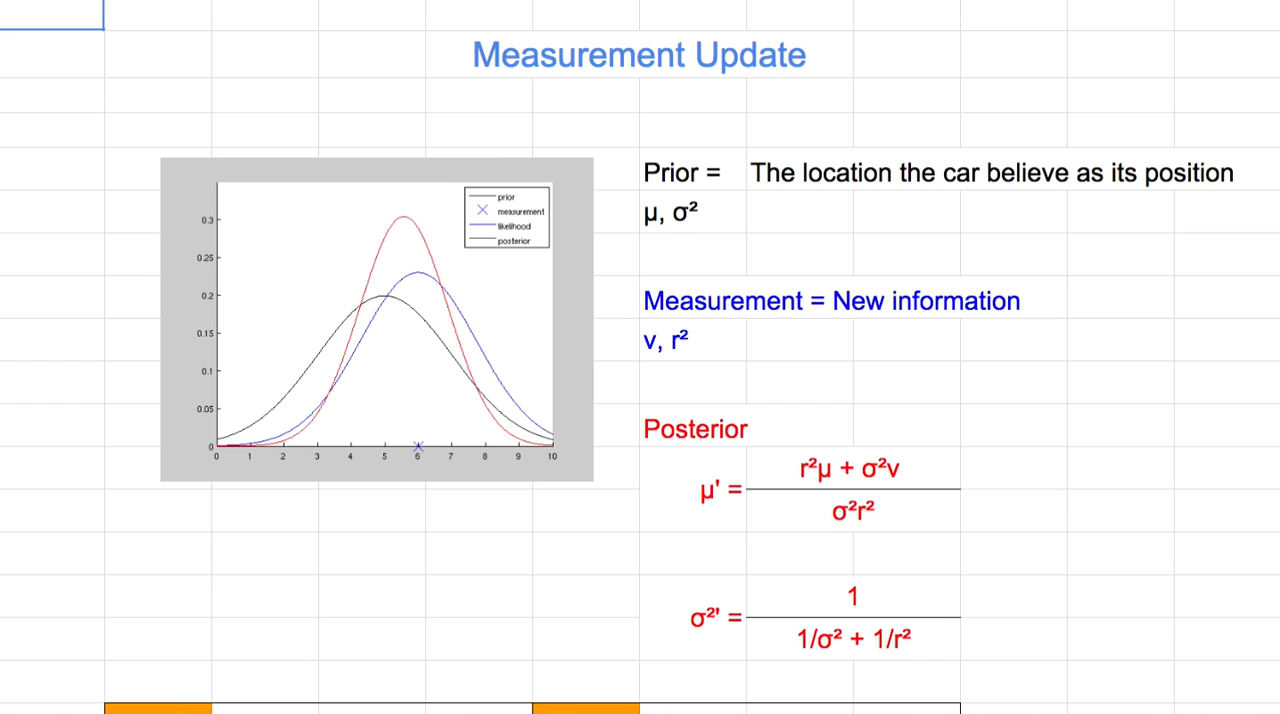 Measurement Update
prior
measurement
likelihood
posterior
0.3
0.25
0.2
0.15
0.1
0.05
0
0 1 2 3 4 5 6 7 8 9 10
Prior = The location the car believe as its position
μ, σ²
Measurement = New information
v, r²
Posterior
μ' =
r²μ + σ²v
σ²r²
σ²' =
1
1/σ² + 1/r²